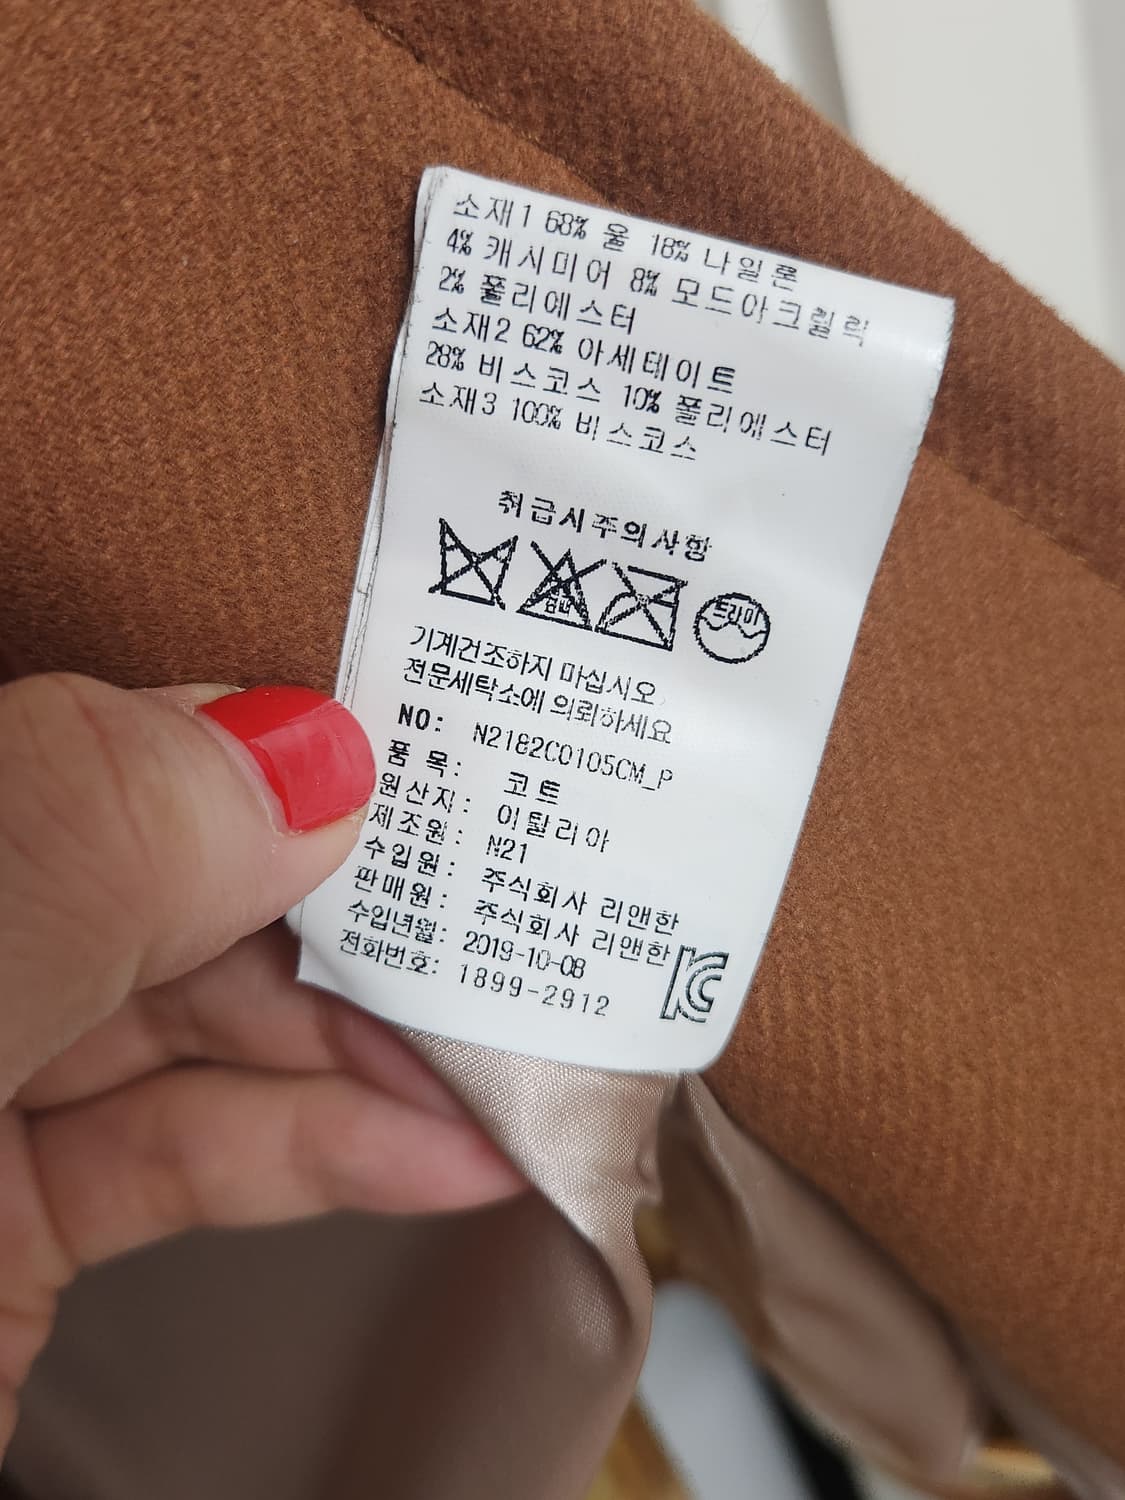 소재1 68% 울 18% 나일론
4% 캐시미어 8% 모드아크릴릭
2% 폴리에스터
소재2 62% 아세테이트
28% 비스코스 10% 폴리에스터
소재3 100% 비스코스
취급시주의사항
염소 드라이
기계건조하지 마십시오
전문세탁소에 의뢰하세요
NO: N2182C0105CM_P
품 목: 코트
원산지: 이탈리아
제조원: N21
수입원: 주식회사 리앤한
판매원: 주식회사 리앤한
수입년월: 2019-10-08
전화번호: 1899-2912